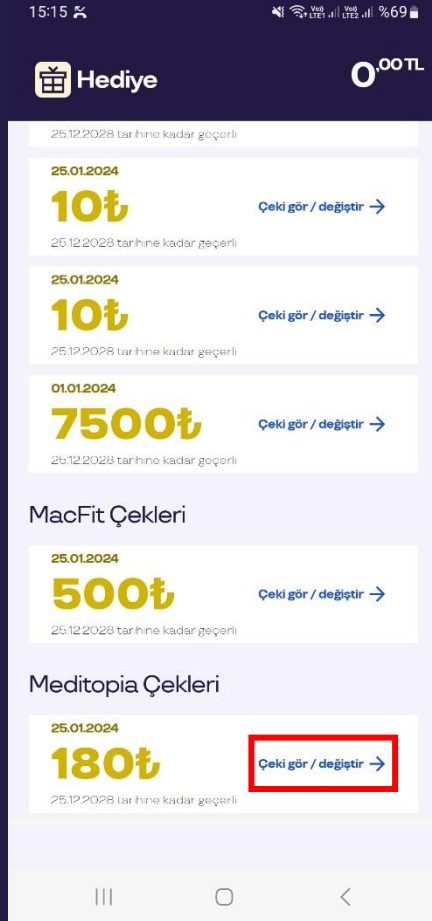 15:15
Vo)) LTE1 Vo)) LTE2 %69
Hediye
0,00 TL
25.12.2028 tarihine kadar geçerli
25.01.2024
10₺
Çeki gör / değiştir →
25.12.2028 tarihine kadar geçerli
25.01.2024
10₺
Çeki gör / değiştir →
25.12.2028 tarihine kadar geçerli
01.01.2024
7500₺
Çeki gör / değiştir →
25.12.2028 tarihine kadar geçerli
MacFit Çekleri
25.01.2024
500₺
Çeki gör / değiştir →
25.12.2028 tarihine kadar geçerli
Meditopia Çekleri
25.01.2024
180₺
Çeki gör / değiştir →
25.12.2028 tarihine kadar geçerli